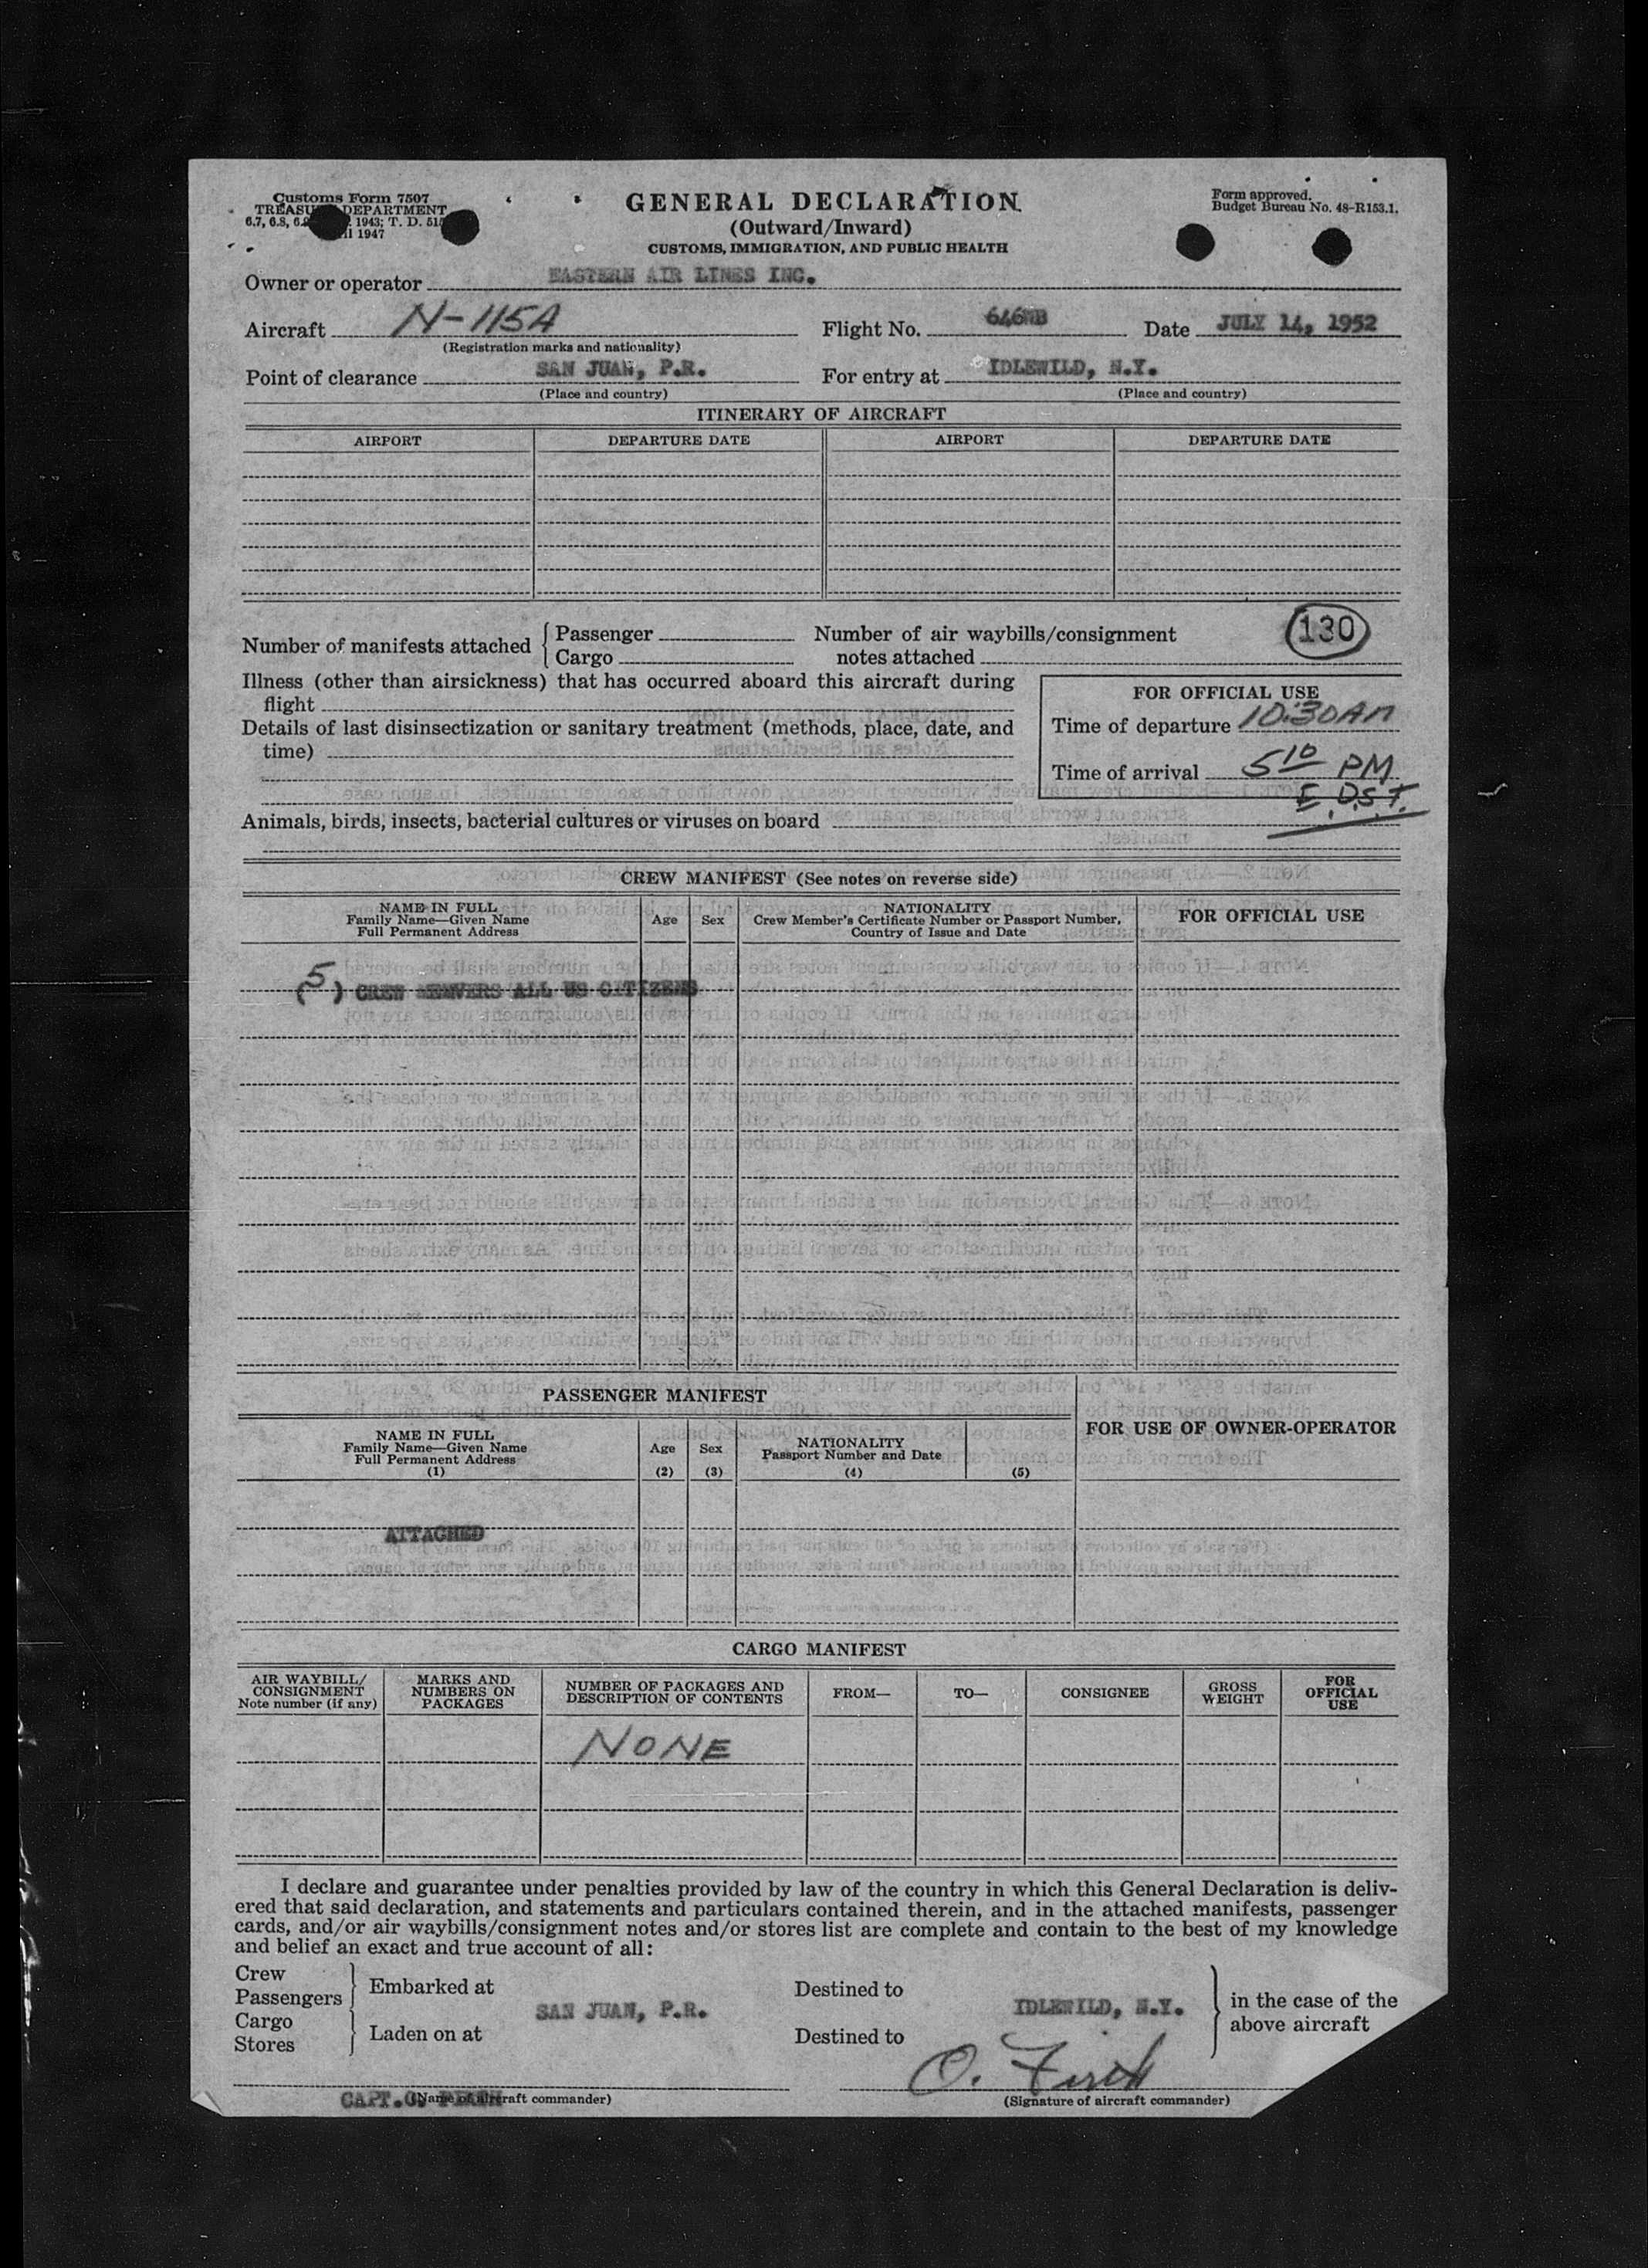 Customs Form 7507
TREASURY DEPARTMENT
6.7, 6.8, 1943; T. D.
1947
GENERAL DECLARATION
(Outward/Inward)
CUSTOMS, IMMIGRATION, AND PUBLIC HEALTH
Form approved.
Budget Bureau No. 48-R153.1.
Owner or operator EASTERN AIR LINES INC.
Aircraft N-115A Flight No. 646 Date JULY 14, 1952
(Registration marks and nationality)
Point of clearance SAN JUAN, P.R. For entry at IDLEWILD, N.Y.
(Place and country) (Place and country)
ITINERARY OF AIRCRAFT
AIRPORT DEPARTURE DATE AIRPORT DEPARTURE DATE
130
Number of manifests attached { Passenger Number of air waybills/consignment
Cargo notes attached
Illness (other than airsickness) that has occurred aboard this aircraft during
flight
Details of last disinsectization or sanitary treatment (methods, place, date, and
time)
FOR OFFICIAL USE
Time of departure 10:30 AM
Time of arrival 5 10 PM
E.D.S.T.
Animals, birds, insects, bacterial cultures or viruses on board
CREW MANIFEST (See notes on reverse side)
NAME IN FULL
Family Name—Given Name
Full Permanent Address
Age
Sex
NATIONALITY
Crew Member's Certificate Number or Passport Number,
Country of Issue and Date
FOR OFFICIAL USE
(5) CREW MEMVERS ALL US CITIZENS
PASSENGER MANIFEST
NAME IN FULL
Family Name—Given Name
Full Permanent Address
(1)
Age
(2)
Sex
(3)
NATIONALITY
Passport Number and Date
(4)
(5)
FOR USE OF OWNER-OPERATOR
ATTACHED
CARGO MANIFEST
AIR WAYBILL/
CONSIGNMENT
Note number (if any)
MARKS AND
NUMBERS ON
PACKAGES
NUMBER OF PACKAGES AND
DESCRIPTION OF CONTENTS
FROM—
TO—
CONSIGNEE
GROSS
WEIGHT
FOR
OFFICIAL
USE
NONE
I declare and guarantee under penalties provided by law of the country in which this General Declaration is deliv-
ered that said declaration, and statements and particulars contained therein, and in the attached manifests, passenger
cards, and/or air waybills/consignment notes and/or stores list are complete and contain to the best of my knowledge
and belief an exact and true account of all:
Crew
Passengers
Cargo
Stores
Embarked at
SAN JUAN, P.R.
Laden on at
Destined to
IDLEWILD, N.Y.
Destined to
in the case of the
above aircraft
O.
CAPT.
(Name of aircraft commander)
(Signature of aircraft commander)